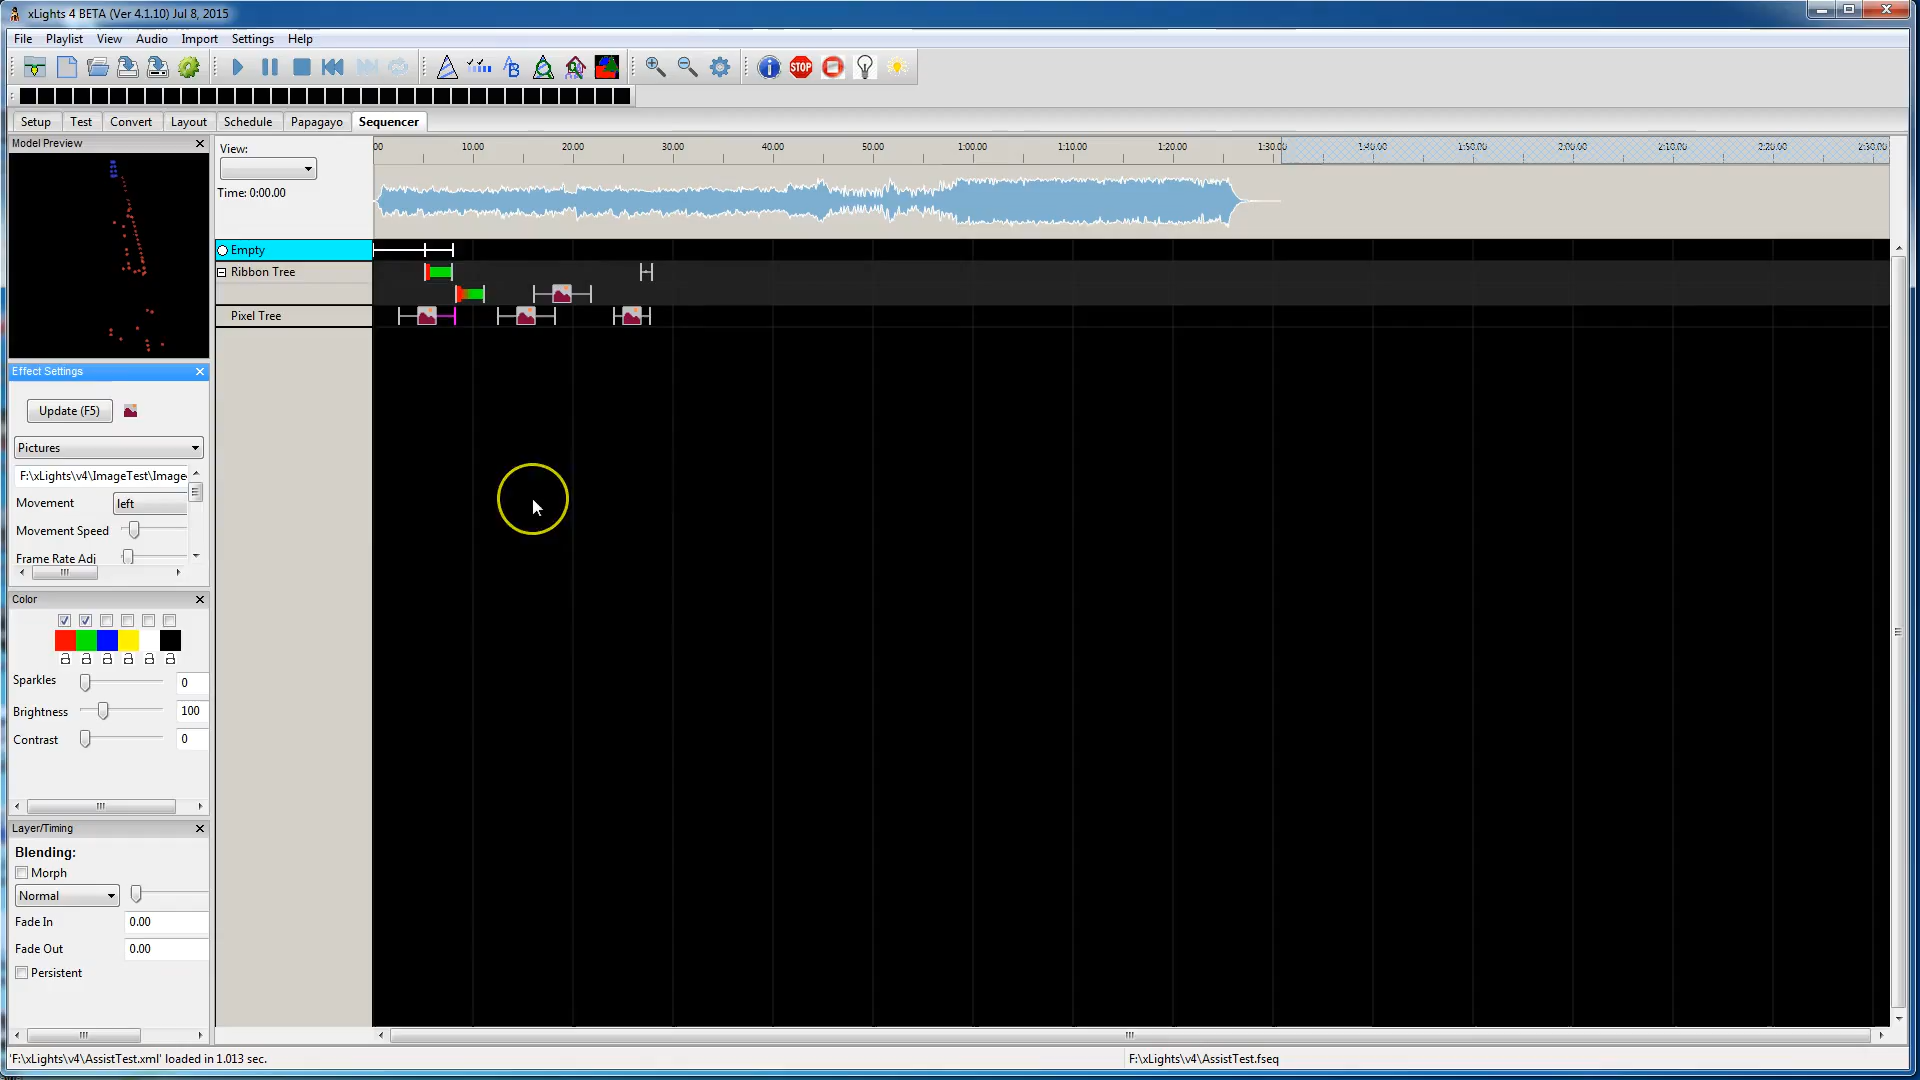 xLights 4 BETA (Ver 4.1.10) Jul 8, 2015
File Playlist View Audio Import Settings Help
Setup Test Convert Layout Schedule Papagayo Sequencer
Model Preview
View:
Time: 0:00.00
00 10.00 20.00 30.00 40.00 50.00 1:00.00 1:10.00 1:20.00 1:30.00 1:40.00 1:50.00 2:00.00 2:10.00 2:20.00 2:30.00
Empty
Ribbon Tree
Pixel Tree
Effect Settings
Update (F5)
Pictures
F:\xLights\v4\ImageTest\Image
Movement left
Movement Speed
Frame Rate Adj
Color
Sparkles 0
Brightness 100
Contrast 0
Layer/Timing
Blending:
Morph
Normal
Fade In 0.00
Fade Out 0.00
Persistent
'F:\xLights\v4\AssistTest.xml' loaded in 1.013 sec.
F:\xLights\v4\AssistTest.fseq
STOP